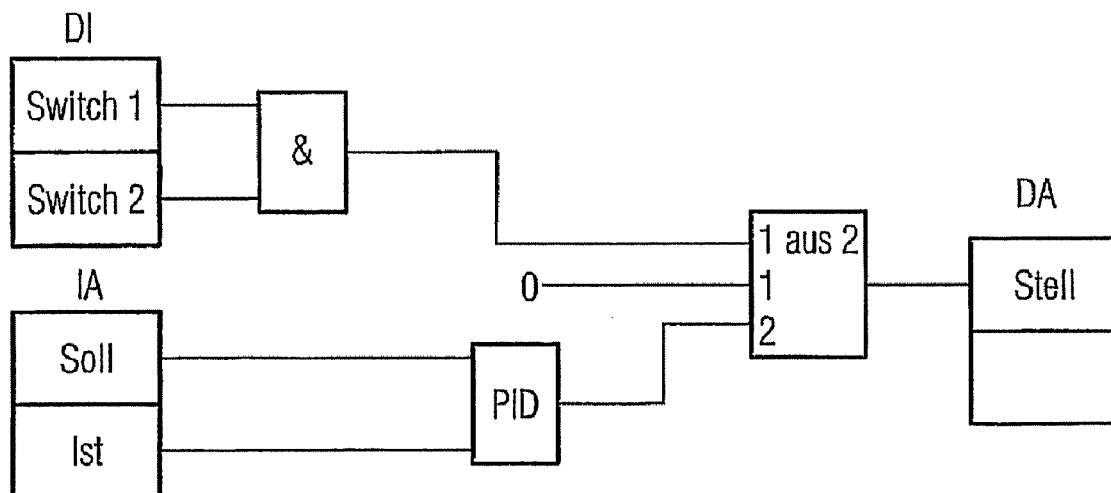 DI
Switch 1
Switch 2
&
DA
1 aus 2
0
1
2
Stell
IA
Soll
Ist
PID